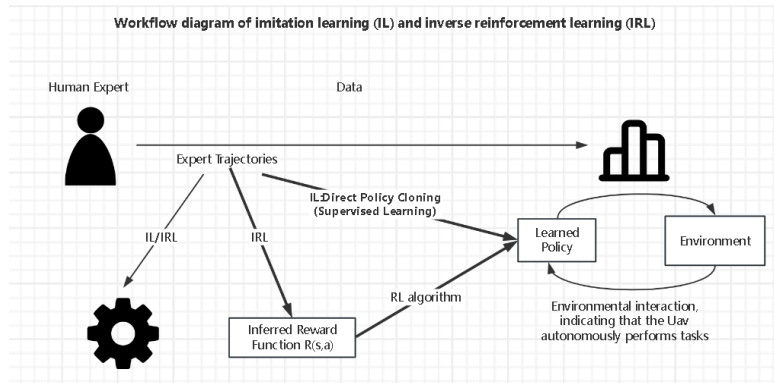 Workflow diagram of imitation learning (IL) and inverse reinforcement learning (IRL)
Human Expert
Data
Expert Trajectories
IL:Direct Policy Cloning
(Supervised Learning)
IL/IRL
IRL
Learned
Policy
Environment
RL algorithm
Inferred Reward
Function R(s,a)
Environmental interaction,
indicating that the Uav
autonomously performs tasks